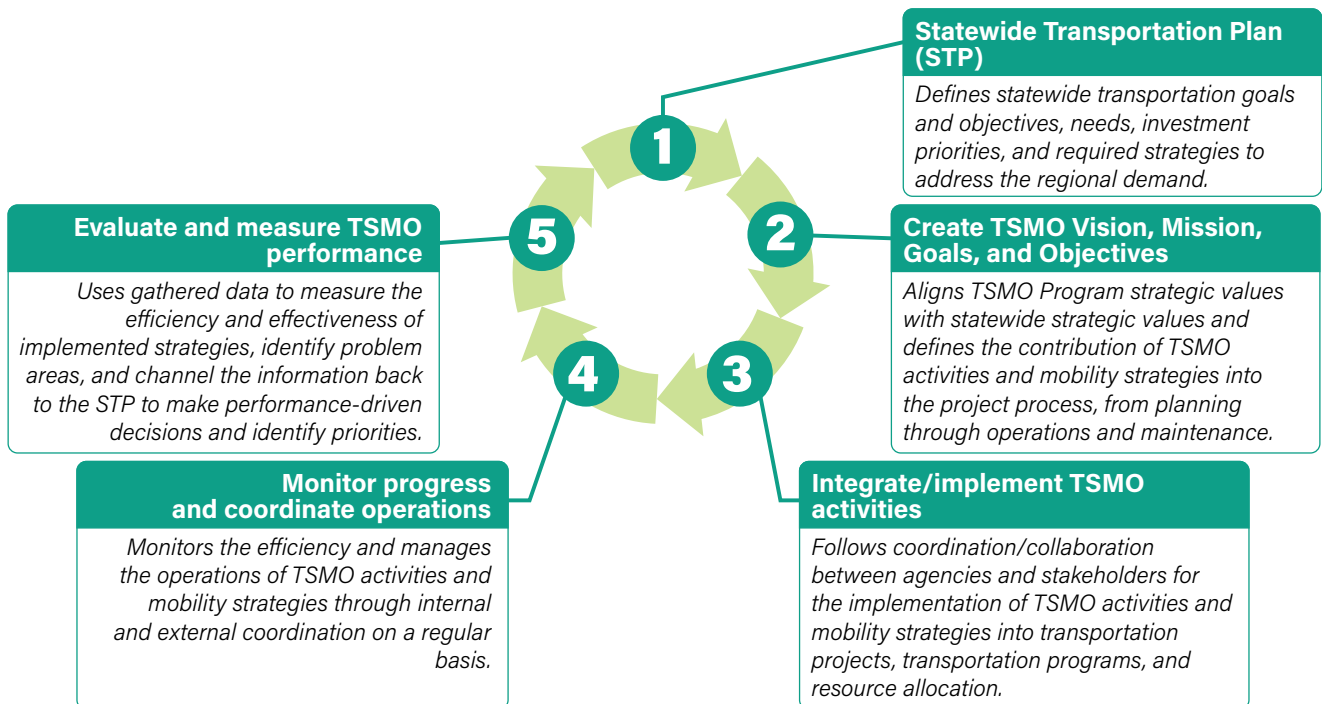 1
Statewide Transportation Plan
(STP)
Defines statewide transportation goals
and objectives, needs, investment
priorities, and required strategies to
address the regional demand.
2
Create TSMO Vision, Mission,
Goals, and Objectives
Aligns TSMO Program strategic values
with statewide strategic values and
defines the contribution of TSMO
activities and mobility strategies into
the project process, from planning
through operations and maintenance.
3
Integrate/implement TSMO
activities
Follows coordination/collaboration
between agencies and stakeholders for
the implementation of TSMO activities and
mobility strategies into transportation
projects, transportation programs, and
resource allocation.
4
Monitor progress
and coordinate operations
Monitors the efficiency and manages
the operations of TSMO activities and
mobility strategies through internal
and external coordination on a regular
basis.
5
Evaluate and measure TSMO
performance
Uses gathered data to measure the
efficiency and effectiveness of
implemented strategies, identify problem
areas, and channel the information back
to the STP to make performance-driven
decisions and identify priorities.